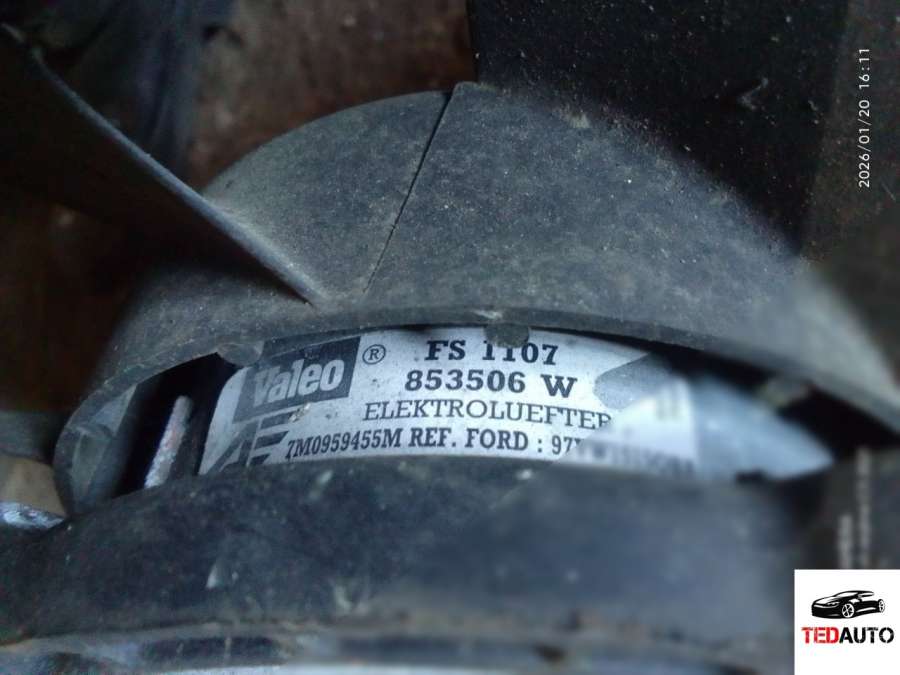 2026/01/20 16:11
Valeo ® FS 1107
853506 W
ELEKTROLUEFTER
7M0959455M REF. FORD :
TEDAUTO